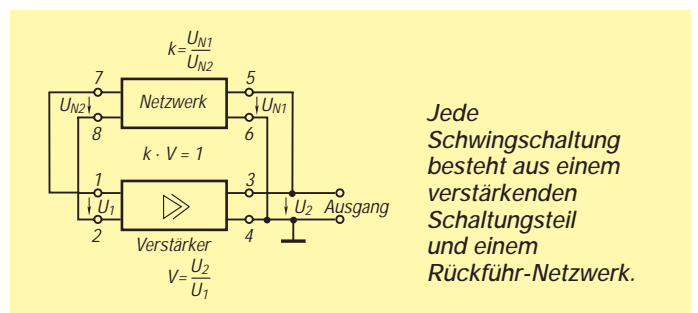 k=U_N1/U_N2
7 5
U_N2 Netzwerk U_N1
8 6
k · V = 1
1 3
U_1 U_2 Ausgang
2 4
Verstärker
V=U_2/U_1
Jede
Schwingschaltung
besteht aus einem
verstärkenden
Schaltungsteil
und einem
Rückführ-Netzwerk.